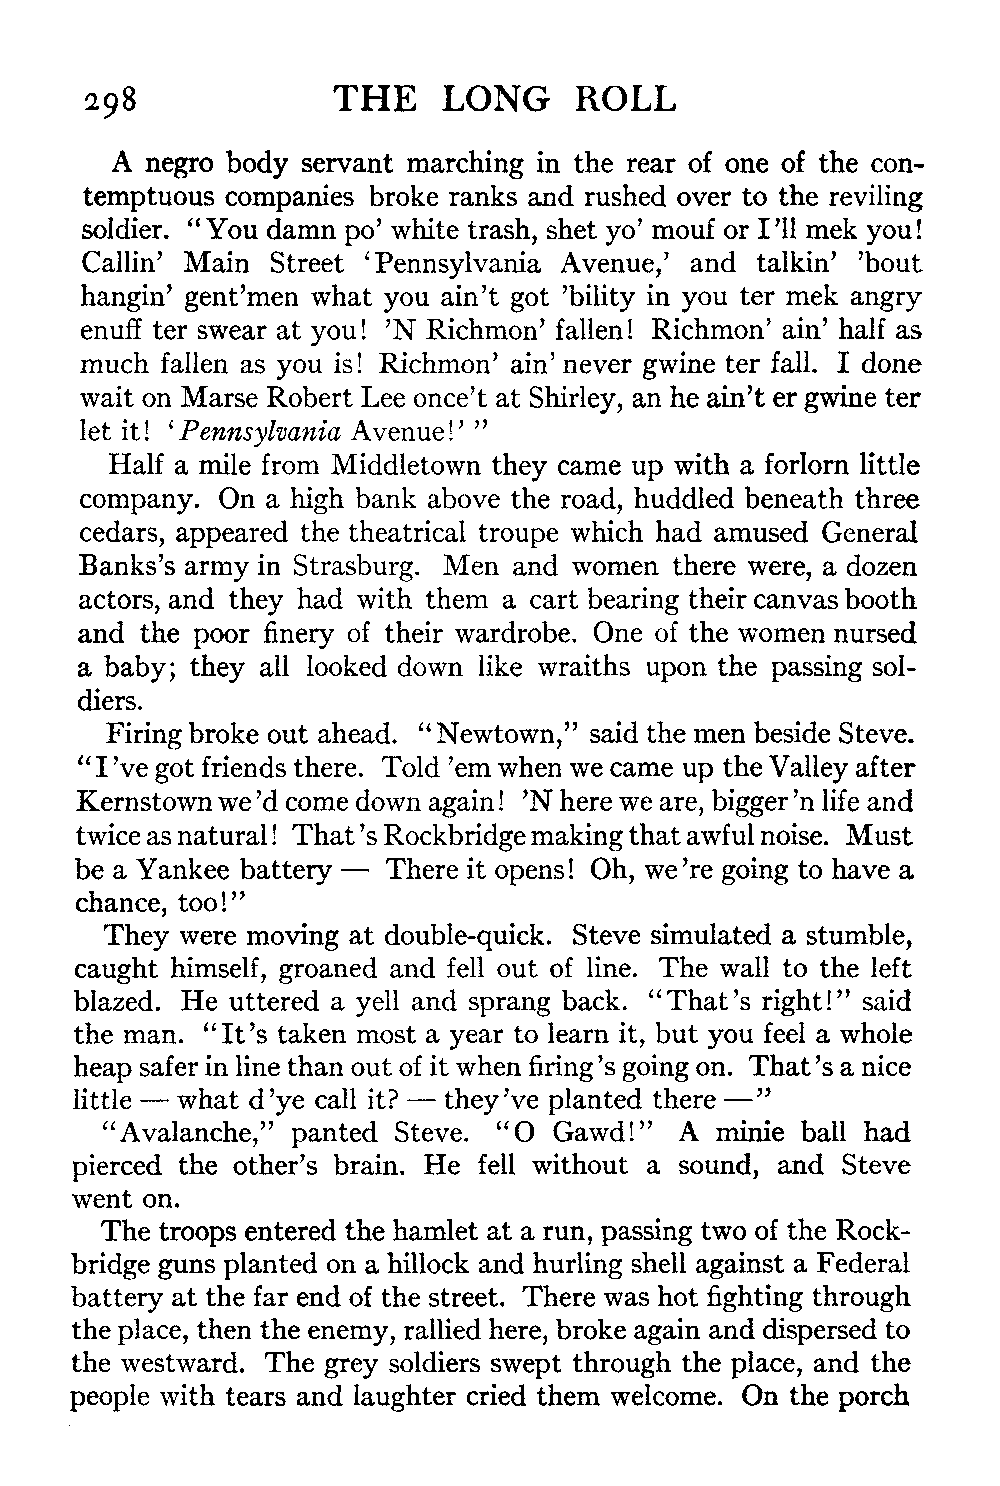 298 THE LONG ROLL
A negro body servant marching in the rear of one of the con-
temptuous companies broke ranks and rushed over to the reviling
soldier. "You damn po' white trash, shet yo' mouf or I'll mek you!
Callin' Main Street 'Pennsylvania Avenue,' and talkin' 'bout
hangin' gent'men what you ain't got 'bility in you ter mek angry
enuff ter swear at you! 'N Richmon' fallen! Richmon' ain' half as
much fallen as you is! Richmon' ain' never gwine ter fall. I done
wait on Marse Robert Lee once't at Shirley, an he ain't er gwine ter
let it! 'Pennsylvania Avenue!' "
Half a mile from Middletown they came up with a forlorn little
company. On a high bank above the road, huddled beneath three
cedars, appeared the theatrical troupe which had amused General
Banks's army in Strasburg. Men and women there were, a dozen
actors, and they had with them a cart bearing their canvas booth
and the poor finery of their wardrobe. One of the women nursed
a baby; they all looked down like wraiths upon the passing sol-
diers.
Firing broke out ahead. "Newtown," said the men beside Steve.
"I've got friends there. Told 'em when we came up the Valley after
Kernstown we'd come down again! 'N here we are, bigger'n life and
twice as natural! That's Rockbridge making that awful noise. Must
be a Yankee battery — There it opens! Oh, we're going to have a
chance, too!"
They were moving at double-quick. Steve simulated a stumble,
caught himself, groaned and fell out of line. The wall to the left
blazed. He uttered a yell and sprang back. "That's right!" said
the man. "It's taken most a year to learn it, but you feel a whole
heap safer in line than out of it when firing's going on. That's a nice
little — what d'ye call it? — they've planted there —"
"Avalanche," panted Steve. "O Gawd!" A minie ball had
pierced the other's brain. He fell without a sound, and Steve
went on.
The troops entered the hamlet at a run, passing two of the Rock-
bridge guns planted on a hillock and hurling shell against a Federal
battery at the far end of the street. There was hot fighting through
the place, then the enemy, rallied here, broke again and dispersed to
the westward. The grey soldiers swept through the place, and the
people with tears and laughter cried them welcome. On the porch